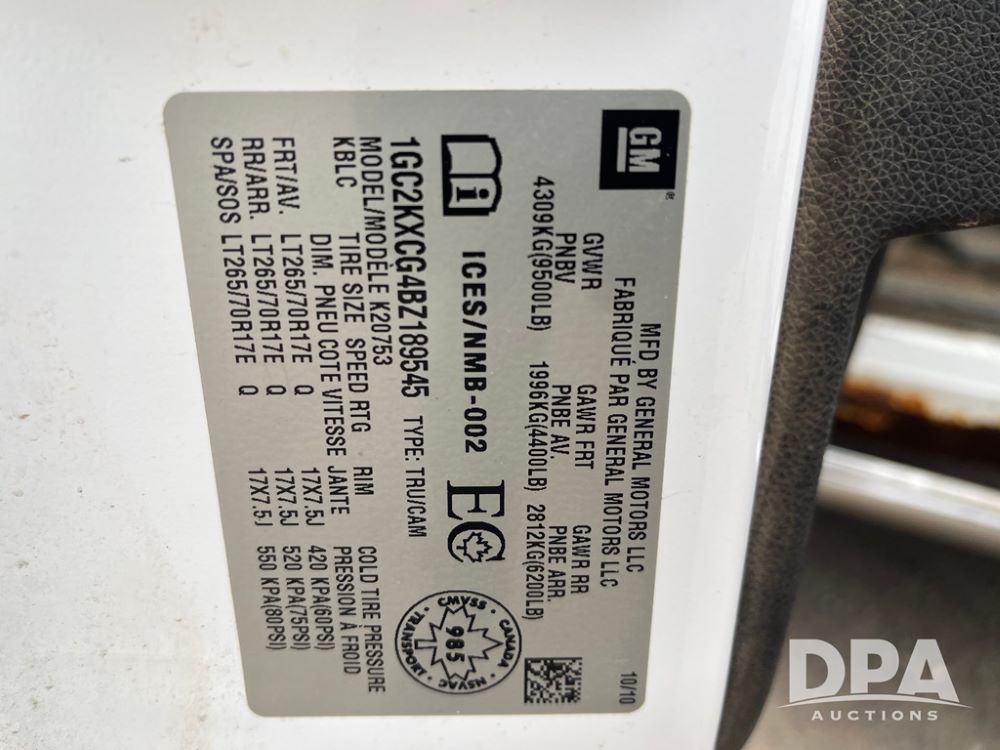 GM®
MFD BY GENERAL MOTORS LLC 10/10
FABRIQUÉ PAR GENERAL MOTORS LLC
GVWR GAWR FRT GAWR RR
PNBV PNBE AV. PNBE ARR.
4309KG(9500LB) 1996KG(4400LB) 2812KG(6200LB)
i ICES/NMB-002 EC
CANADA CMVSS 985 NSVAC TRANSPORT
1GC2KXCG4BZ189545 TYPE: TRU/CAM
MODEL/MODÈLE K20753
KBLC TIRE SIZE SPEED RTG RIM COLD TIRE PRESSURE
DIM. PNEU COTE VITESSE JANTE PRESSION À FROID
FRT/AV. LT265/70R17E Q 17X7.5J 420 KPA(60PSI)
RR/ARR. LT265/70R17E Q 17X7.5J 520 KPA(75PSI)
SPA/SOS LT265/70R17E Q 17X7.5J 550 KPA(80PSI)
DPA
AUCTIONS